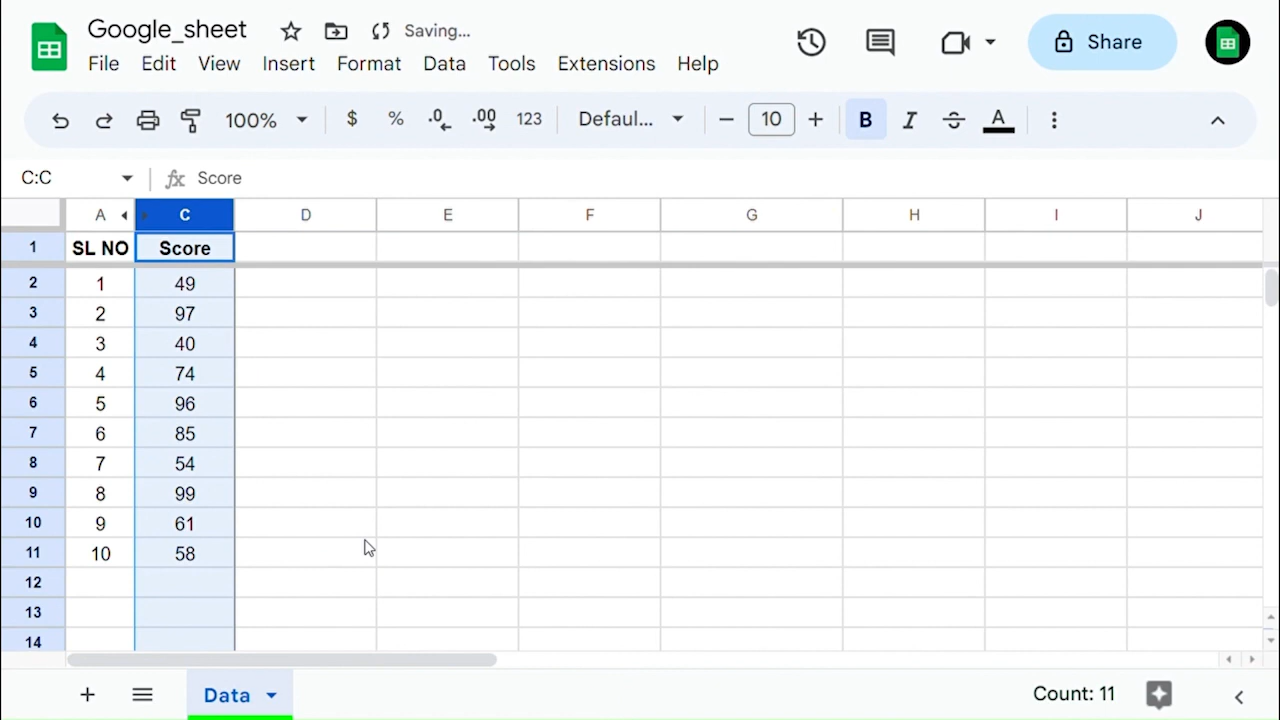 Google_sheet Saving...
File Edit View Insert Format Data Tools Extensions Help
Share
100% $ % .0 .00 123 Defaul... 10 B I S A
C:C fx Score
A C D E F G H I J
1 SL NO Score
2 1 49
3 2 97
4 3 40
5 4 74
6 5 96
7 6 85
8 7 54
9 8 99
10 9 61
11 10 58
12
13
14
Data Count: 11